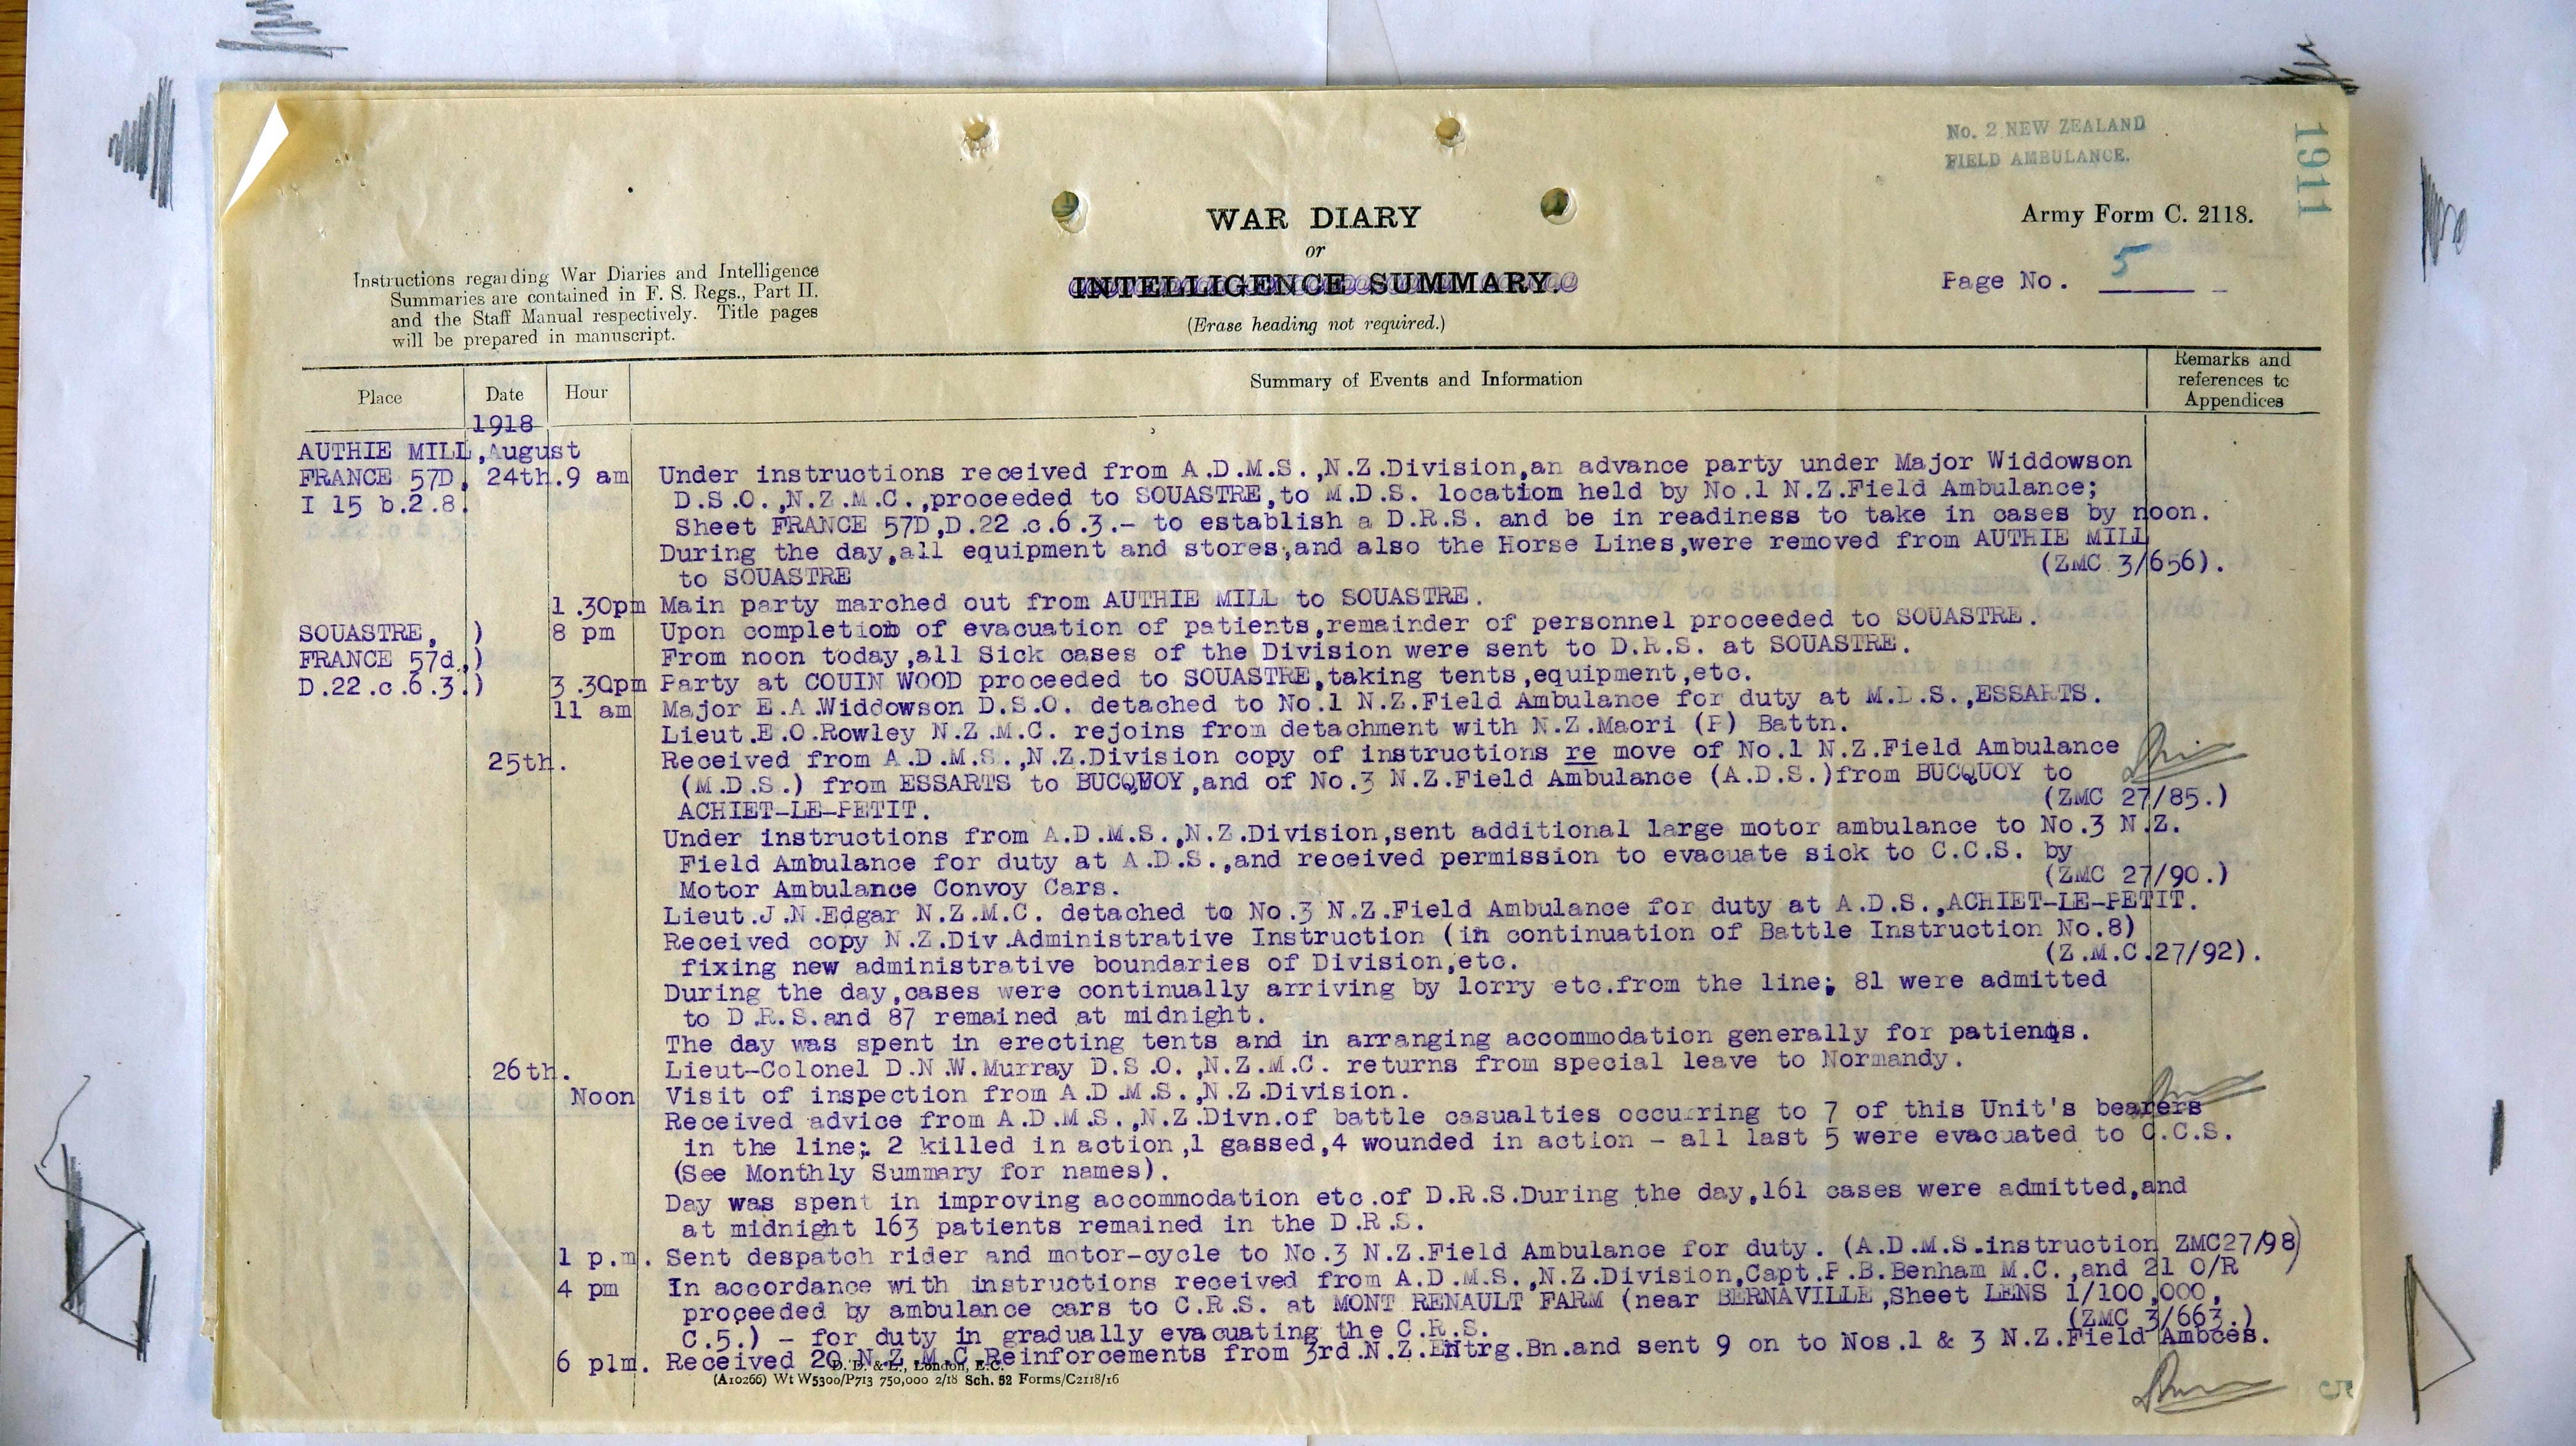 No. 2 NEW ZEALAND
FIELD AMBULANCE.
1911
WAR DIARY
or
INTELLIGENCE SUMMARY.
(Erase heading not required.)
Army Form C. 2118.
Page No. 5
Instructions regarding War Diaries and Intelligence
Summaries are contained in F. S. Regs., Part II.
and the Staff Manual respectively. Title pages
will be prepared in manuscript.
Place Date Hour Summary of Events and Information Remarks and references to Appendices
1918
AUTHIE MILL, August
FRANCE 57D, 24th. 9 am Under instructions received from A.D.M.S.,N.Z.Division,an advance party under Major Widdowson
I 15 b.2.8. D.S.O.,N.Z.M.C.,proceeded to SOUASTRE,to M.D.S. location held by No.1 N.Z.Field Ambulance;
Sheet FRANCE 57D,D.22.c.6.3.- to establish a D.R.S. and be in readiness to take in cases by noon.
During the day,all equipment and stores,and also the Horse Lines,were removed from AUTHIE MILL
to SOUASTRE (ZMC 3/656).
1.30pm Main party marched out from AUTHIE MILL to SOUASTRE.
SOUASTRE, ) 8 pm Upon completion of evacuation of patients,remainder of personnel proceeded to SOUASTRE.
FRANCE 57d,) From noon today,all Sick cases of the Division were sent to D.R.S. at SOUASTRE.
D.22.c.6.3.) 3.30pm Party at COUIN WOOD proceeded to SOUASTRE,taking tents,equipment,etc.
11 am Major E.A.Widdowson D.S.O. detached to No.1 N.Z.Field Ambulance for duty at M.D.S.,ESSARTS.
Lieut.E.O.Rowley N.Z.M.C. rejoins from detachment with N.Z.Maori (P) Battn.
25th. Received from A.D.M.S.,N.Z.Division copy of instructions re move of No.1 N.Z.Field Ambulance
(M.D.S.) from ESSARTS to BUCQUOY,and of No.3 N.Z.Field Ambulance (A.D.S.)from BUCQUOY to
ACHIET-LE-PETIT. (ZMC 27/85.)
Under instructions from A.D.M.S.,N.Z.Division,sent additional large motor ambulance to No.3 N.Z.
Field Ambulance for duty at A.D.S.,and received permission to evacuate sick to C.C.S. by
Motor Ambulance Convoy Cars. (ZMC 27/90.)
Lieut.J.N.Edgar N.Z.M.C. detached to No.3 N.Z.Field Ambulance for duty at A.D.S.,ACHIET-LE-PETIT.
Received copy N.Z.Div.Administrative Instruction (in continuation of Battle Instruction No.8)
fixing new administrative boundaries of Division,etc. (Z.M.C.27/92).
During the day,cases were continually arriving by lorry etc.from the line; 81 were admitted
to D.R.S.and 87 remained at midnight.
The day was spent in erecting tents and in arranging accommodation generally for patients.
26th. Lieut-Colonel D.N.W.Murray D.S.O.,N.Z.M.C. returns from special leave to Normandy.
Noon Visit of inspection from A.D.M.S.,N.Z.Division.
Received advice from A.D.M.S.,N.Z.Divn.of battle casualties occurring to 7 of this Unit's bearers
in the line; 2 killed in action,1 gassed,4 wounded in action - all last 5 were evacuated to C.C.S.
(See Monthly Summary for names).
Day was spent in improving accommodation etc.of D.R.S.During the day,161 cases were admitted,and
at midnight 163 patients remained in the D.R.S.
1 p.m. Sent despatch rider and motor-cycle to No.3 N.Z.Field Ambulance for duty. (A.D.M.S.instruction ZMC27/98)
4 pm In accordance with instructions received from A.D.M.S.,N.Z.Division,Capt.P.B.Benham M.C.,and 21 O/R
proceeded by ambulance cars to C.R.S. at MONT RENAULT FARM (near BERNAVILLE,Sheet LENS 1/100,000,
C.5.) - for duty in gradually evacuating the C.R.S. (ZMC 3/663.)
6 plm. Received 20 N.Z.M.C.Reinforcements from 3rd.N.Z.Entrg.Bn.and sent 9 on to Nos.1 & 3 N.Z.Field Ambces.
D. D. & L., London, E.C.
(A10266) Wt W5300/P713 750,000 2/18 Sch. 52 Forms/C2118/16
5